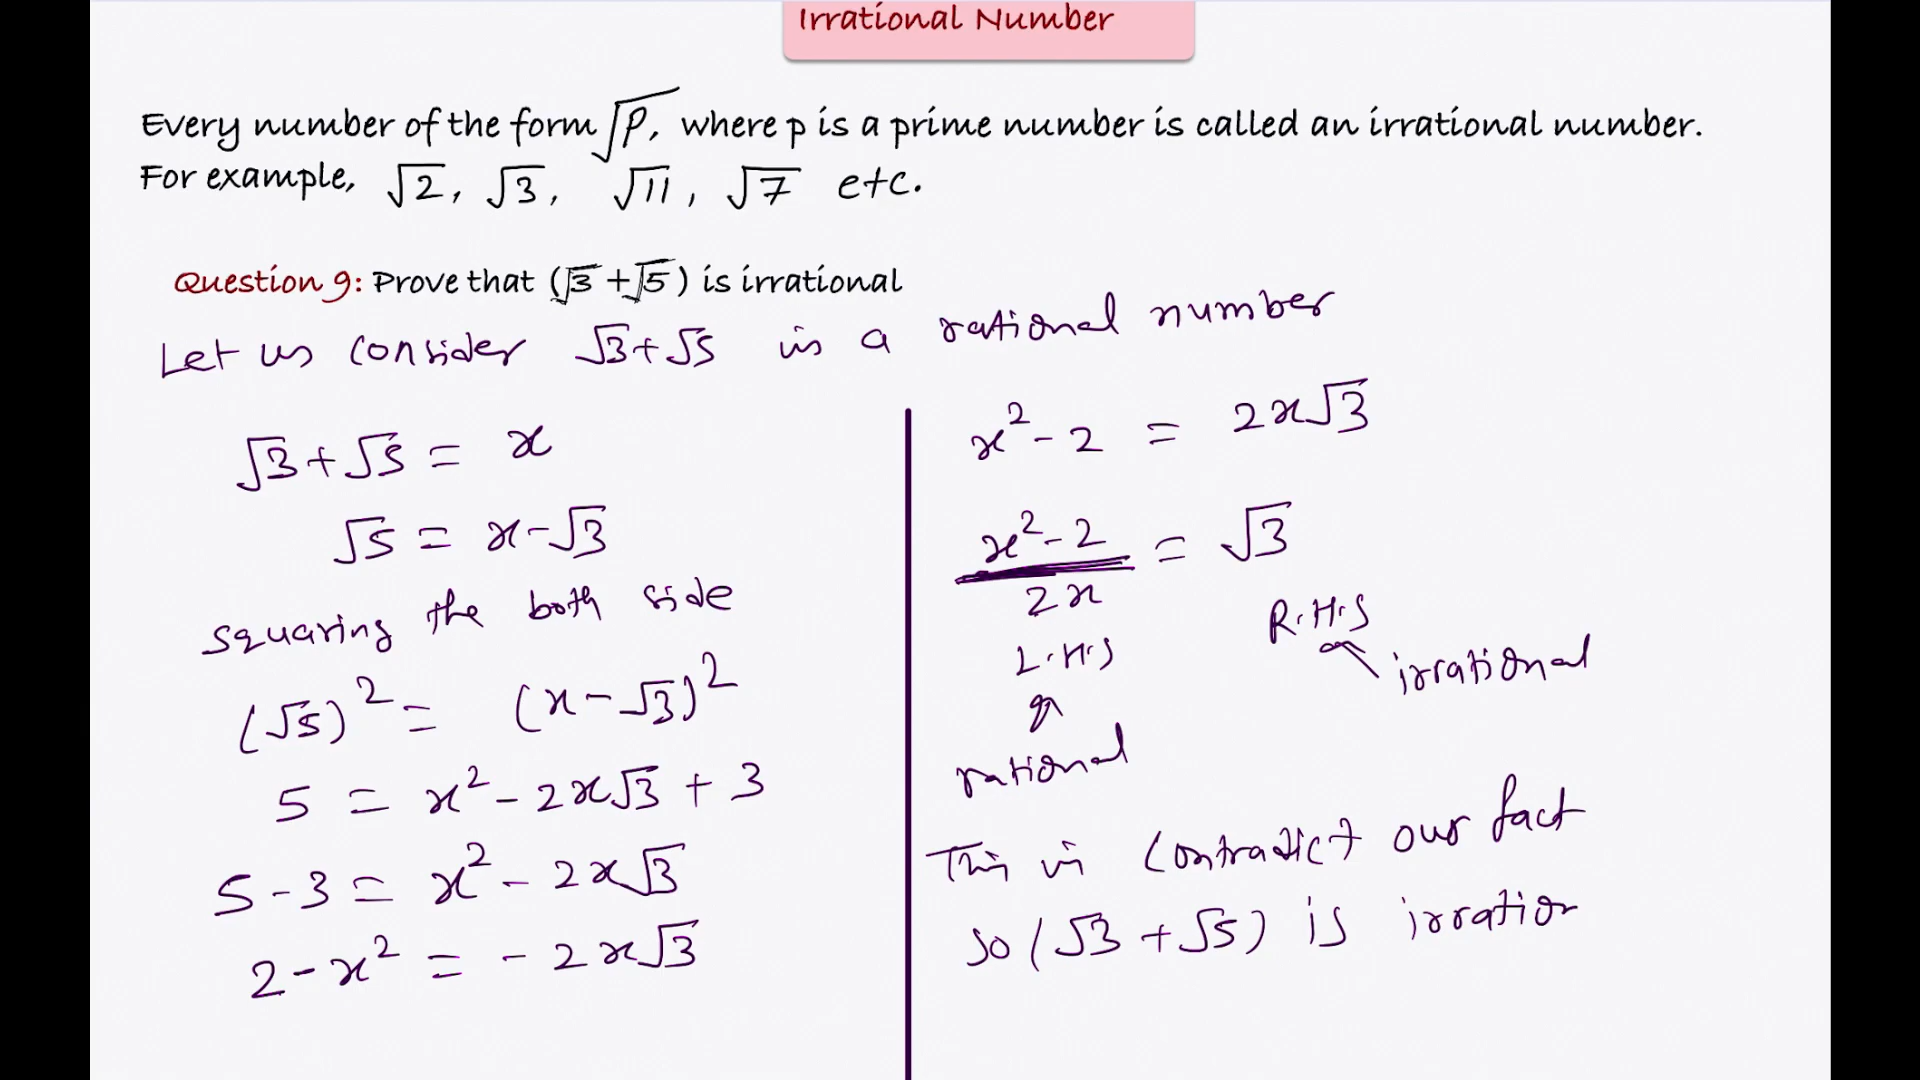 Irrational Number
Every number of the form √p, where p is a prime number is called an irrational number.
For example, √2, √3, √11, √7 etc.
Question 9: Prove that (√3 +√5) is irrational
Let us consider √3+√5 is a rational number
√3+√5 = x
√5 = x-√3
squaring the both side
(√5)² = (x-√3)²
5 = x² - 2x√3 + 3
5-3 = x² - 2x√3
2-x² = - 2x√3
x²-2 = 2x√3
x²-2 / 2x = √3
L.H.S
rational
R.H.S
irrational
This is contradict our fact
so (√3 +√5) is irration